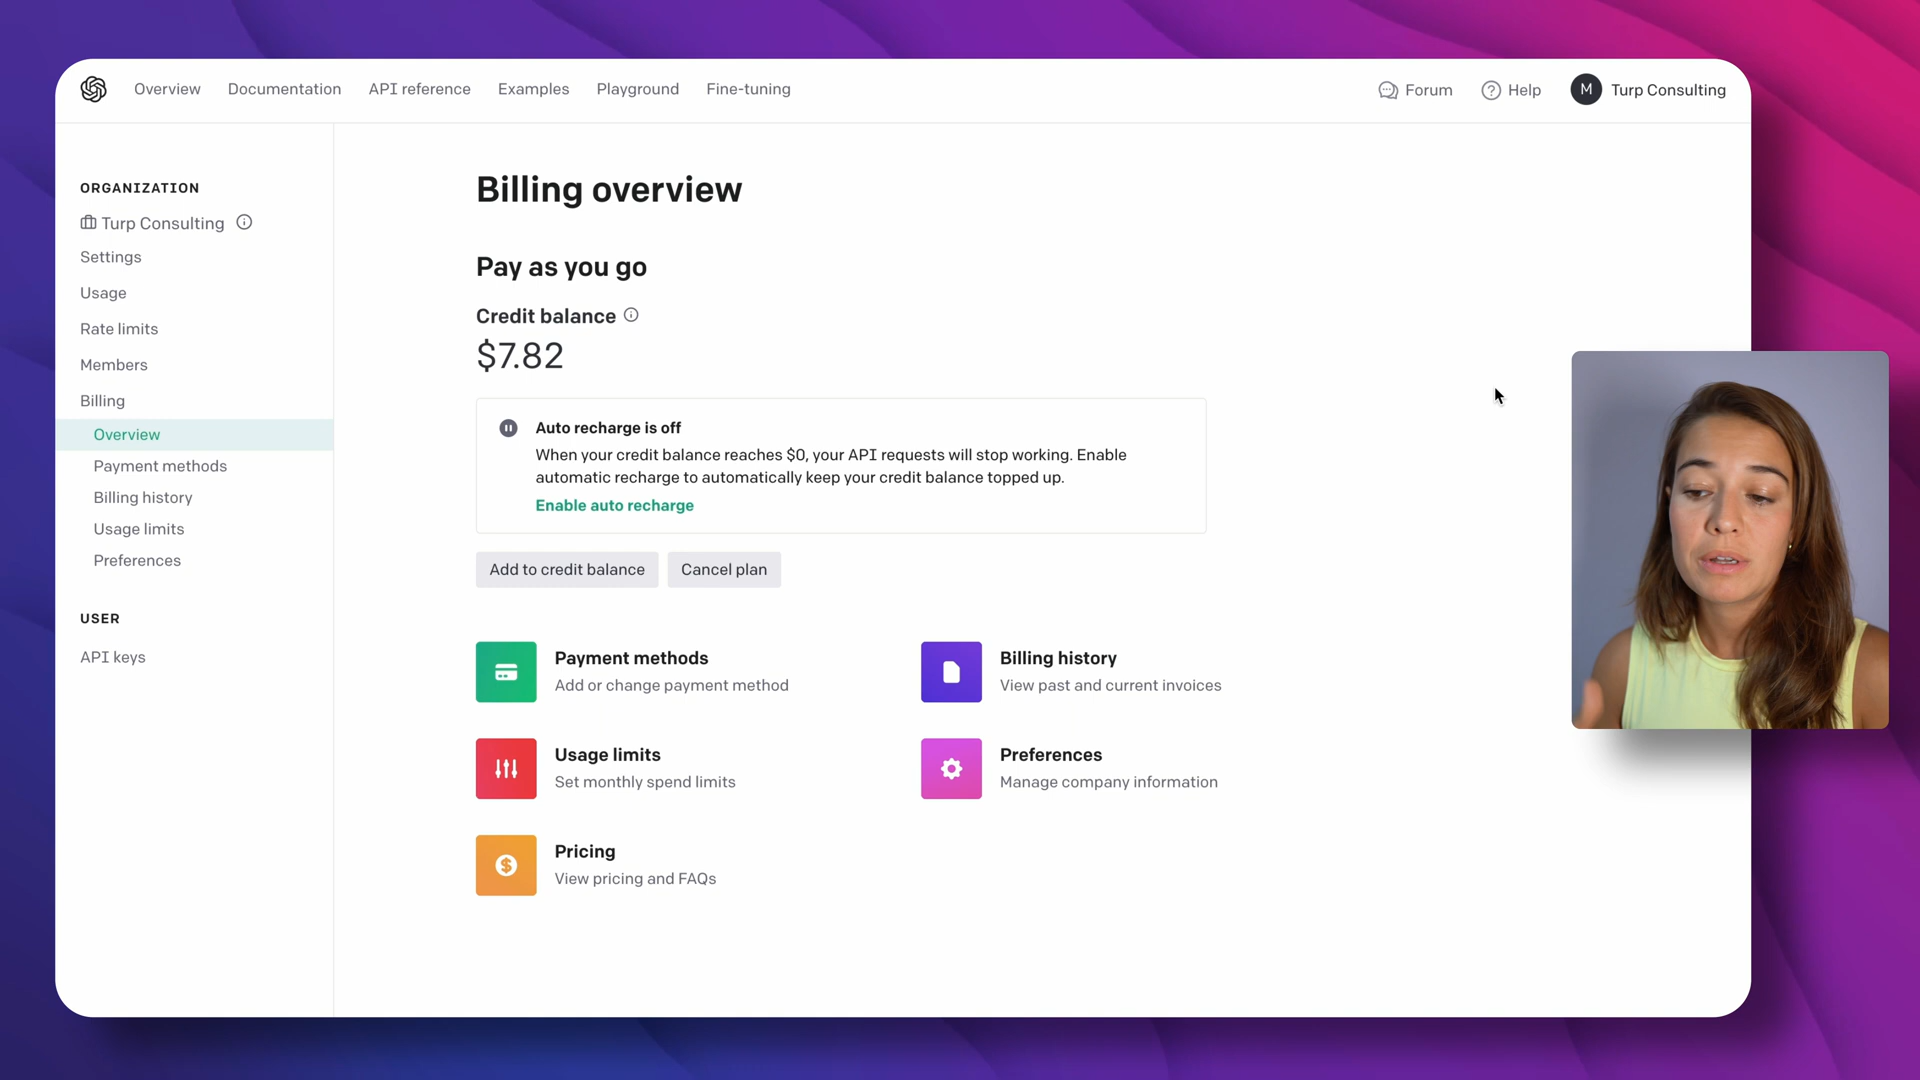 Overview
Documentation
API reference
Examples
Playground
Fine-tuning
Forum
Help
M
Turp Consulting
ORGANIZATION
Turp Consulting
Settings
Usage
Rate limits
Members
Billing
Overview
Payment methods
Billing history
Usage limits
Preferences
USER
API keys
Billing overview
Pay as you go
Credit balance
$7.82
Auto recharge is off
When your credit balance reaches $0, your API requests will stop working. Enable
automatic recharge to automatically keep your credit balance topped up.
Enable auto recharge
Add to credit balance
Cancel plan
Payment methods
Add or change payment method
Billing history
View past and current invoices
Usage limits
Set monthly spend limits
Preferences
Manage company information
Pricing
View pricing and FAQs